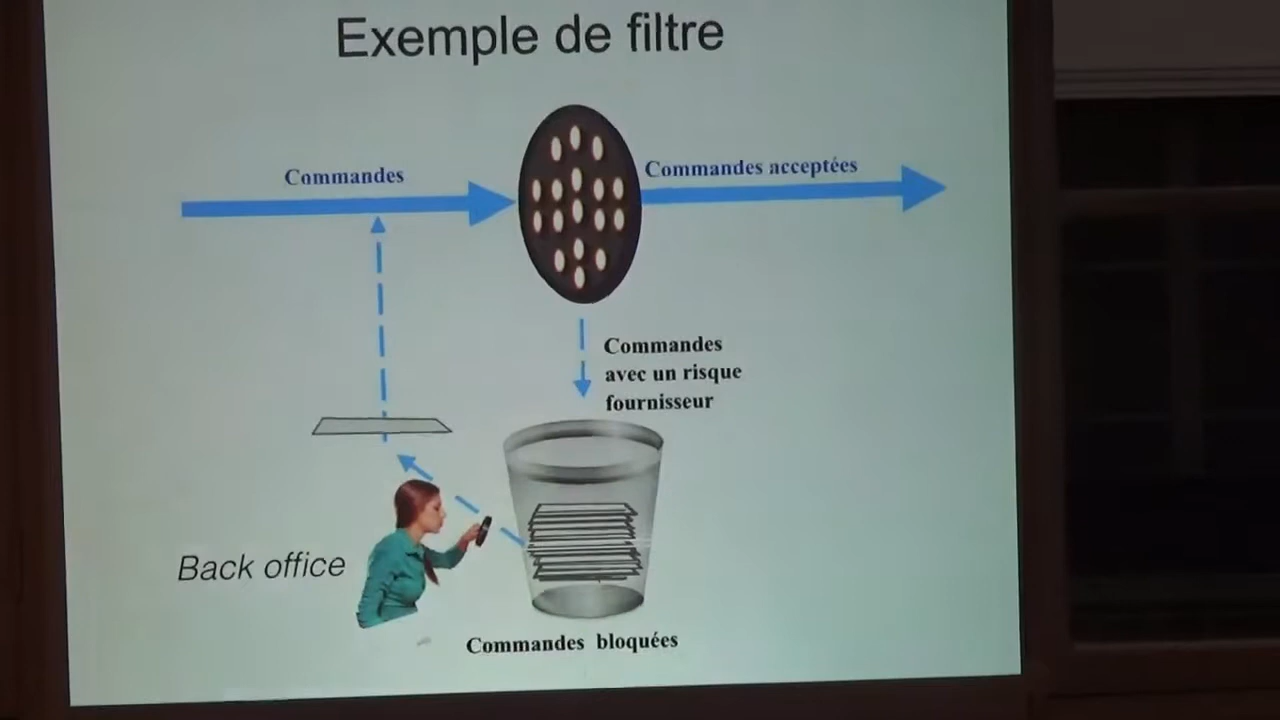 Exemple de filtre
Commandes
Commandes acceptées
Commandes
avec un risque
fournisseur
Back office
Commandes bloquées